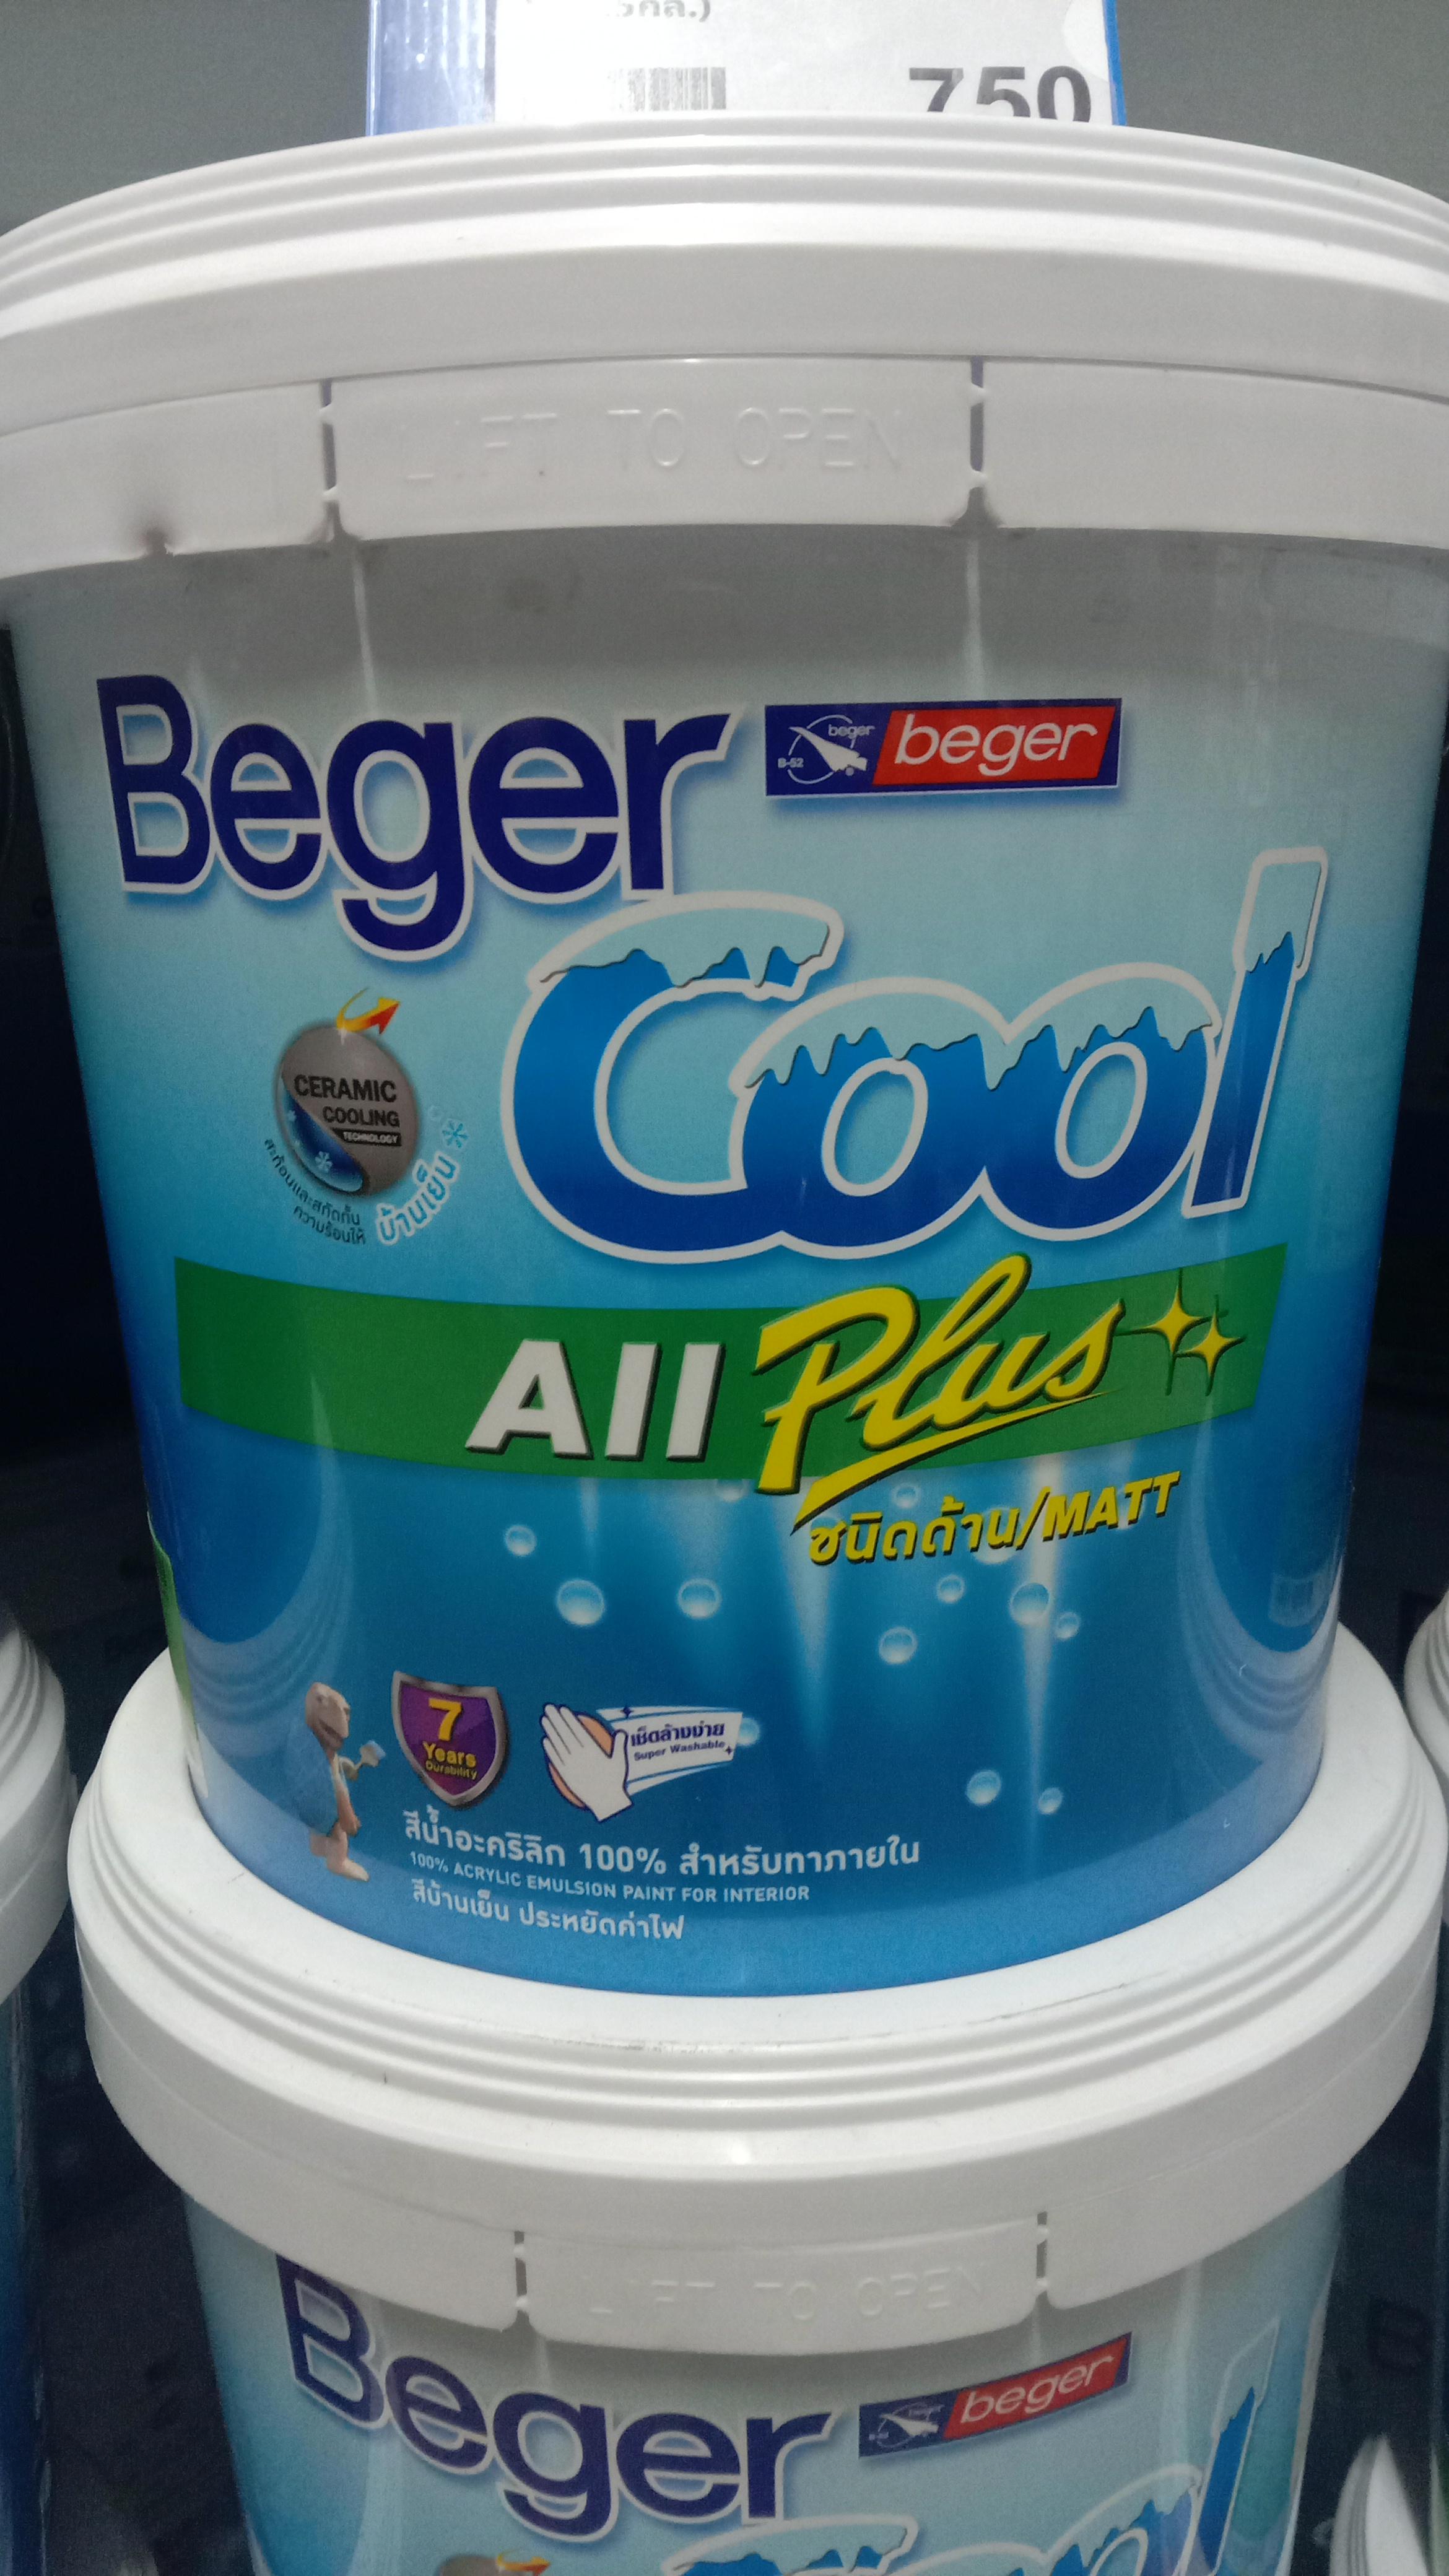 750
LIFT TO OPEN
Beger
beger
B-52
beger
Cool
CERAMIC
COOLING
TECHNOLOGY
สะท้อนและสกัดกั้น
ความร้อนให้
บ้านเย็น
All Plus
ชนิดด้าน/MATT
7
Years
Durability
เช็ดล้างง่าย
Super Washable
สีน้ำอะคริลิก 100% สำหรับทาภายใน
100% ACRYLIC EMULSION PAINT FOR INTERIOR
สีบ้านเย็น ประหยัดค่าไฟ
LIFT TO OPEN
Beger
beger
Cool